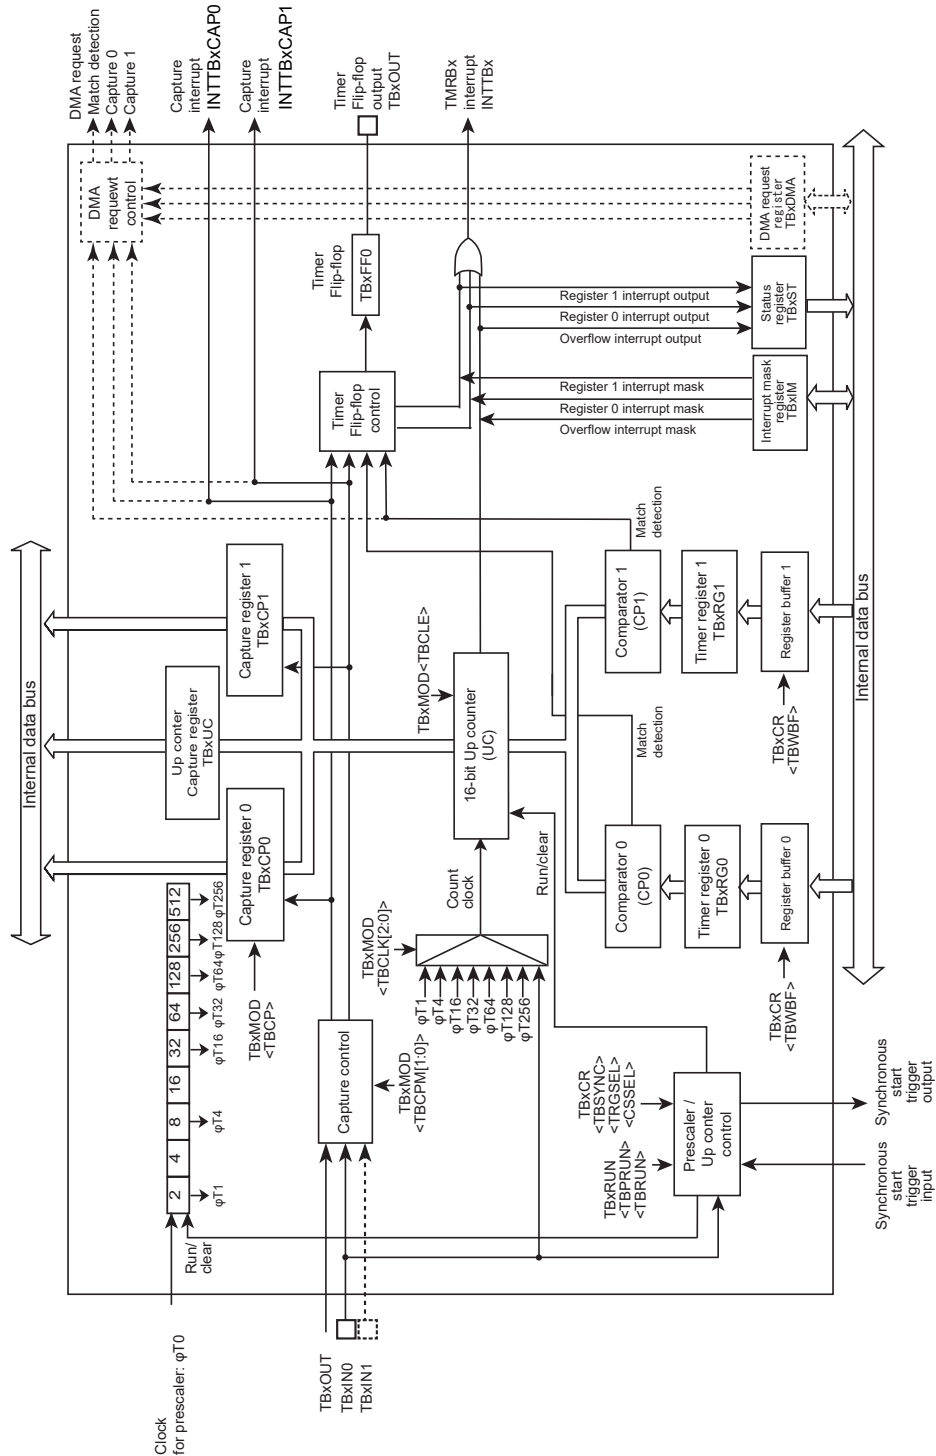 DMA request
Match detection
Capture 0
Capture 1
Capture
interrupt
INTTBxCAP0
Capture
interrupt
INTTBxCAP1
Timer
Flip-flop
output
TBxOUT
TMRBx
interrupt
INTTBx
DMA
requewt
control
Timer
Flip-flop
TBxFF0
DMA request
register
TBxDMA
Register 1 interrupt output
Register 0 interrupt output
Overflow interrupt output
Status
register
TBxST
Timer
Flip-flop
control
Register 1 interrupt mask
Register 0 interrupt mask
Overflow interrupt mask
Interrupt mask
register
TBxIM
Internal data bus
Capture register 1
TBxCP1
Up conter
Capture register
TBxUC
Capture register 0
TBxCP0
TBxMOD
<TBCP>
TBxMOD<TBCLE>
16-bit Up counter
(UC)
Match
detection
Comparator 1
(CP1)
Timer register 1
TBxRG1
Register buffer 1
TBxCR
<TBWBF>
Internal data bus
Match
detection
Comparator 0
(CP0)
Timer register 0
TBxRG0
Register buffer 0
TBxCR
<TBWBF>
Count
clock
Run/clear
TBxMOD
<TBCLK[2:0]>
φT1
φT4
φT16
φT32
φT64
φT128
φT256
2
4
8
16
32
64
128
256
512
φT1
φT4
φT16
φT32
φT64
φT128
φT256
Run/
clear
Capture control
TBxMOD
<TBCPM[1:0]>
TBxCR
<TBSYNC>
<TRGSEL>
<CSSEL>
TBxRUN
<TBPRUN>
<TBRUN>
Prescaler /
Up conter
control
Synchronous
start
trigger
output
Synchronous
start
trigger
input
TBxOUT
TBxIN0
TBxIN1
Clock
for prescaler: φT0